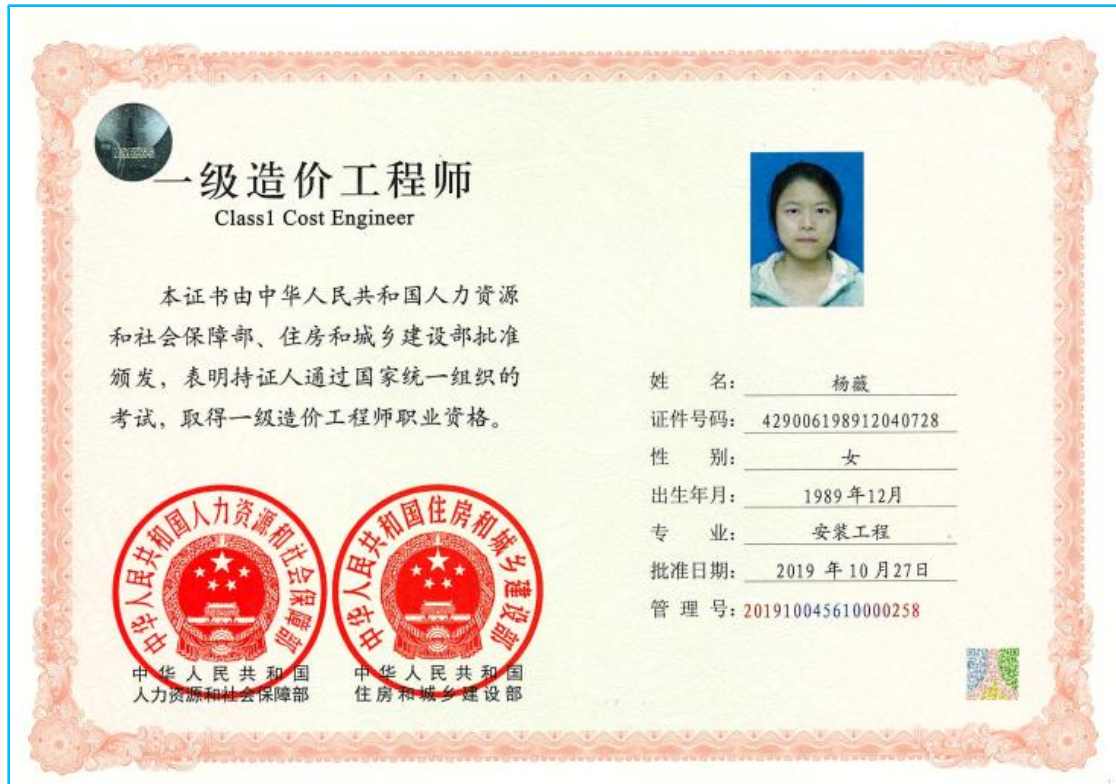 一级造价工程师
Class1 Cost Engineer
本证书由中华人民共和国人力资源
和社会保障部、住房和城乡建设部批准
颁发，表明持证人通过国家统一组织的
考试，取得一级造价工程师职业资格。
中华人民共和国人力资源和社会保障部
中华人民共和国住房和城乡建设部
中华人民共和国
人力资源和社会保障部
中华人民共和国
住房和城乡建设部
姓 名： 杨薇
证件号码： 429006198912040728
性 别： 女
出生年月： 1989年12月
专 业： 安装工程
批准日期： 2019 年 10 月27日
管 理 号：201910045610000258